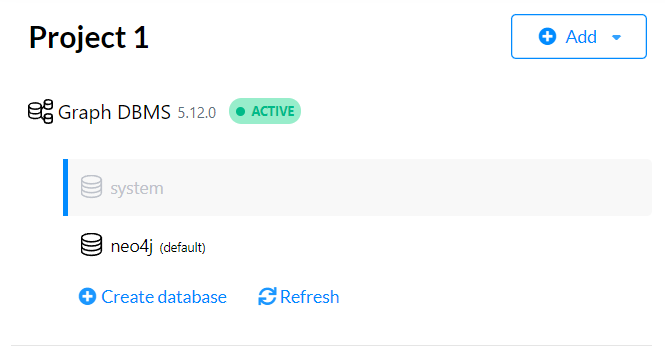 Project 1
Add
Graph DBMS 5.12.0 ACTIVE
system
neo4j (default)
Create database Refresh